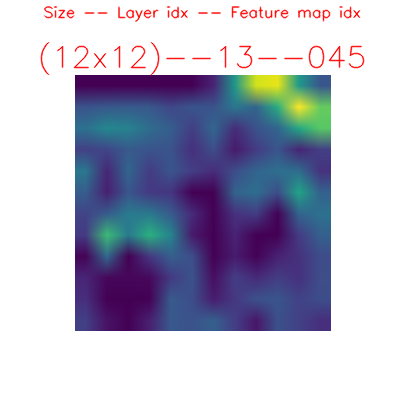 Size -- Layer idx -- Feature map idx
(12x12)--13--045